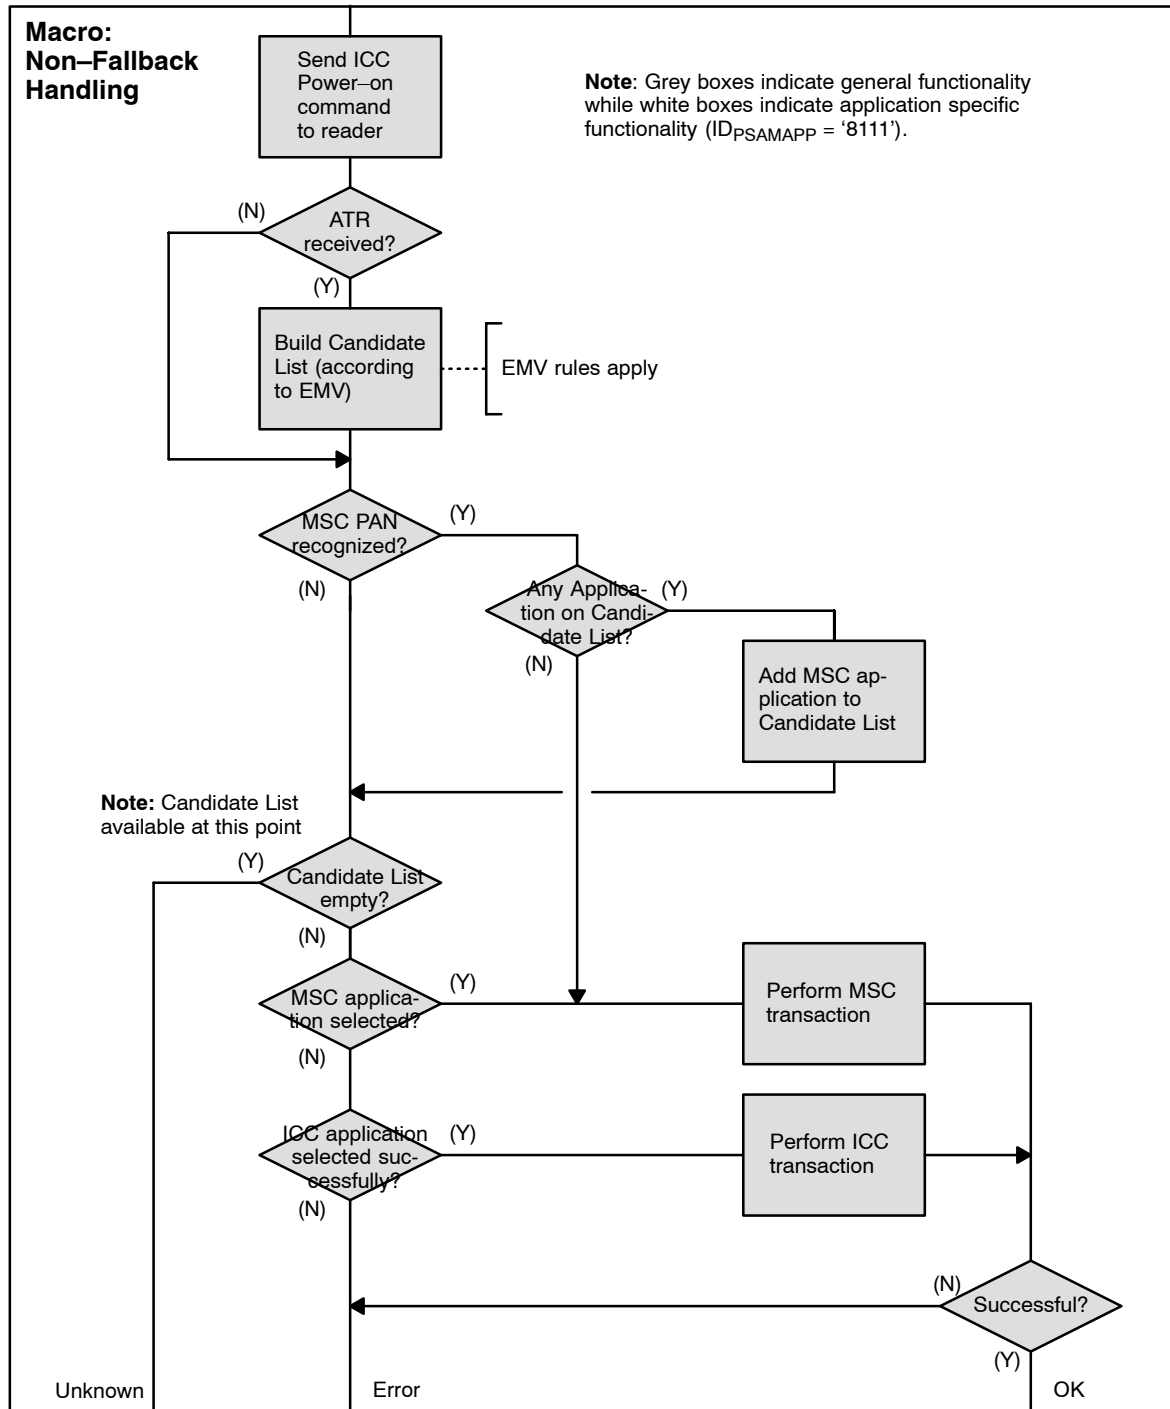 Macro:
Non–Fallback
Handling
Send ICC
Power–on
command
to reader
Note: Grey boxes indicate general functionality
while white boxes indicate application specific
functionality (IDPSAMAPP = ‘8111’).
(N)
ATR
received?
(Y)
Build Candidate
List (according
to EMV)
EMV rules apply
MSC PAN
recognized?
(Y)
(N)
Any Applica-
tion on Candi-
date List?
(Y)
(N)
Add MSC ap-
plication to
Candidate List
Note: Candidate List
available at this point
(Y)
Candidate List
empty?
(N)
MSC applica-
tion selected?
(Y)
(N)
Perform MSC
transaction
ICC application
selected suc-
cessfully?
(Y)
(N)
Perform ICC
transaction
(N)
Successful?
(Y)
Unknown
Error
OK